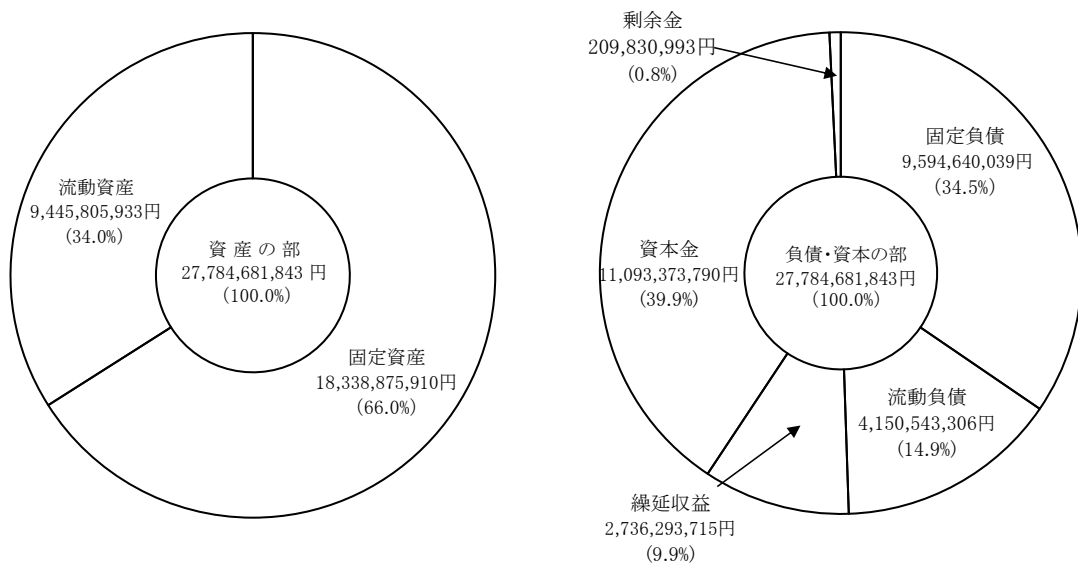 流動資産
9,445,805,933円
(34.0%)
資 産 の 部
27,784,681,843 円
(100.0%)
固定資産
18,338,875,910円
(66.0%)
剰余金
209,830,993円
(0.8%)
固定負債
9,594,640,039円
(34.5%)
資本金
11,093,373,790円
(39.9%)
負債・資本の部
27,784,681,843円
(100.0%)
流動負債
4,150,543,306円
(14.9%)
繰延収益
2,736,293,715円
(9.9%)